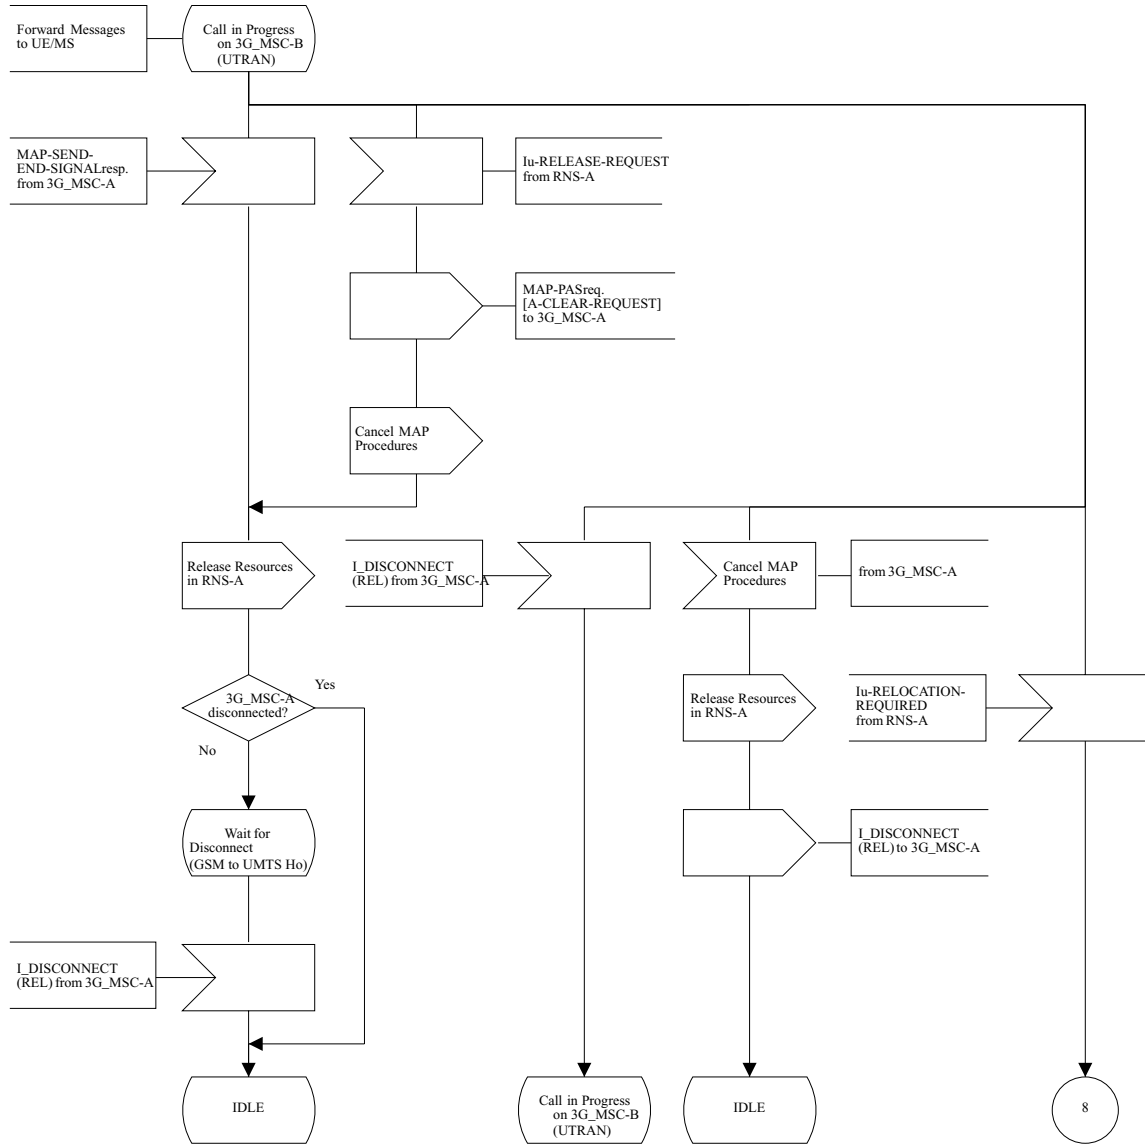 Forward Messages
to UE/MS
Call in Progress
on 3G_MSC-B
(UTRAN)
MAP-SEND-
END-SIGNALresp.
from 3G_MSC-A
Iu-RELEASE-REQUEST
from RNS-A
MAP-PASreq.
[A-CLEAR-REQUEST]
to 3G_MSC-A
Cancel MAP
Procedures
Release Resources
in RNS-A
I_DISCONNECT
(REL) from 3G_MSC-A
Cancel MAP
Procedures
from 3G_MSC-A
3G_MSC-A
disconnected?
Yes
No
Release Resources
in RNS-A
Iu-RELOCATION-
REQUIRED
from RNS-A
Wait for
Disconnect
(GSM to UMTS Ho)
I_DISCONNECT
(REL) to 3G_MSC-A
I_DISCONNECT
(REL) from 3G_MSC-A
IDLE
Call in Progress
on 3G_MSC-B
(UTRAN)
IDLE
8